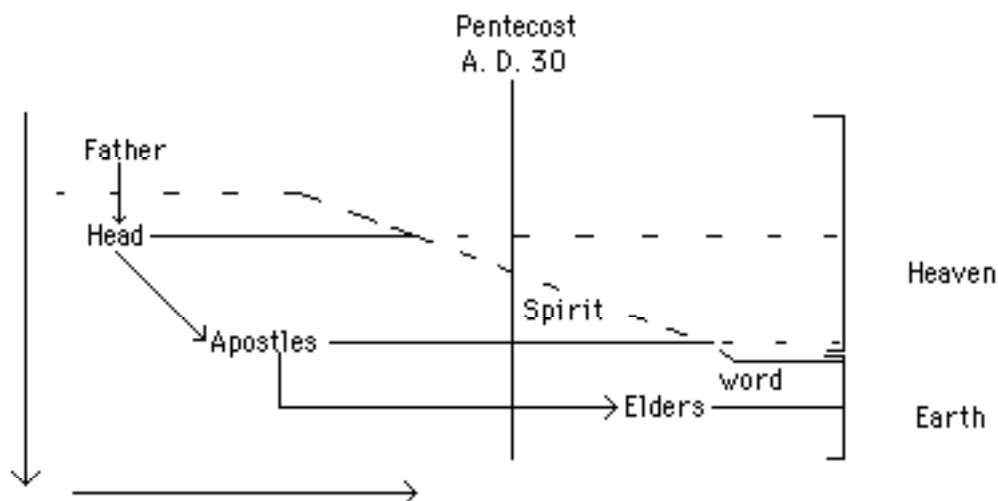 Pentecost
A. D. 30
Father
Head
Heaven
Spirit
Apostles
word
Elders
Earth